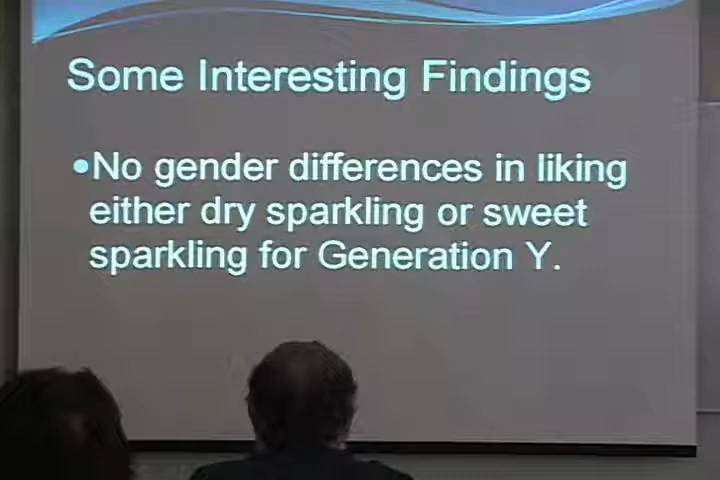 Some Interesting Findings
•No gender differences in liking
either dry sparkling or sweet
sparkling for Generation Y.